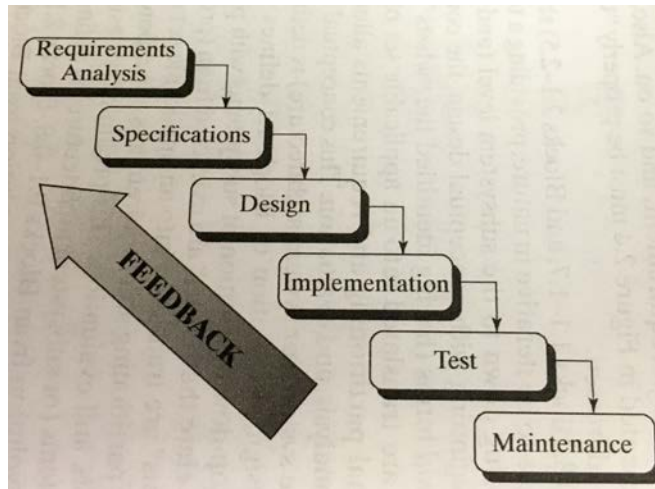 Requirements
Analysis
Specifications
Design
Implementation
Test
Maintenance
FEEDBACK